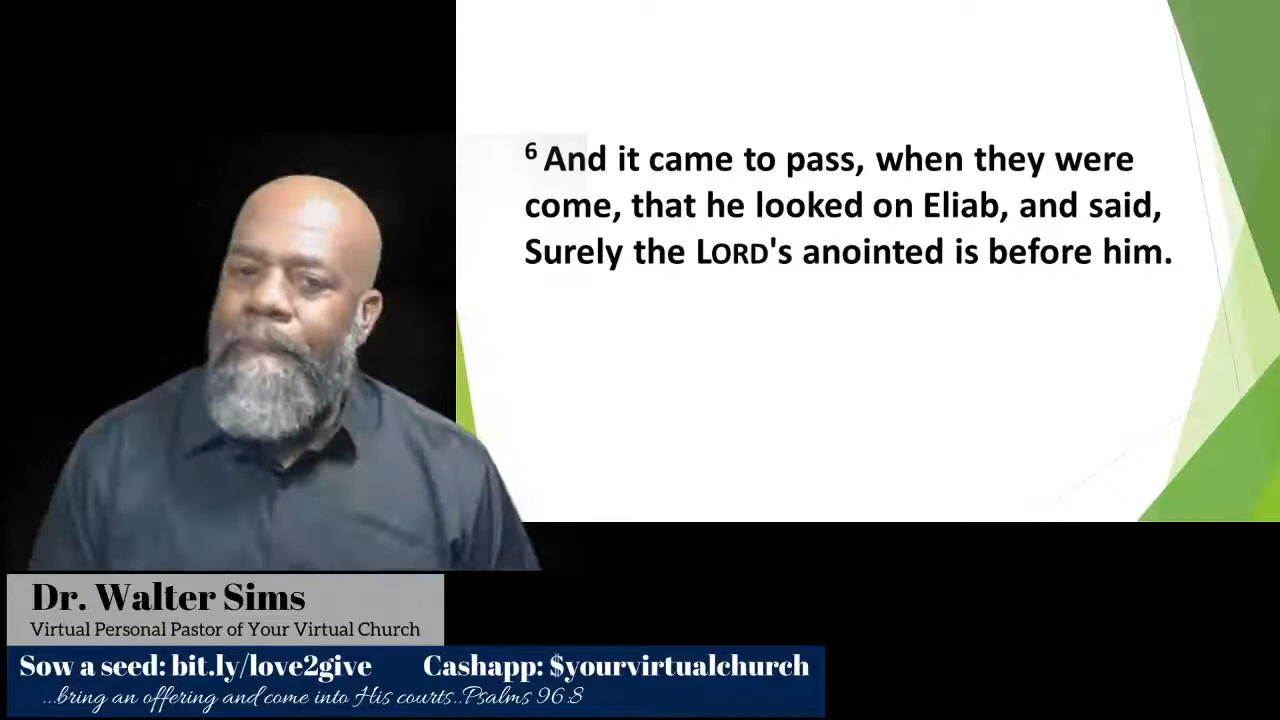 6 And it came to pass, when they were
come, that he looked on Eliab, and said,
Surely the LORD's anointed is before him.
Dr. Walter Sims
Virtual Personal Pastor of Your Virtual Church
Sow a seed: bit.ly/love2give Cashapp: $yourvirtualchurch
...bring an offering and come into His courts..Psalms 96:8